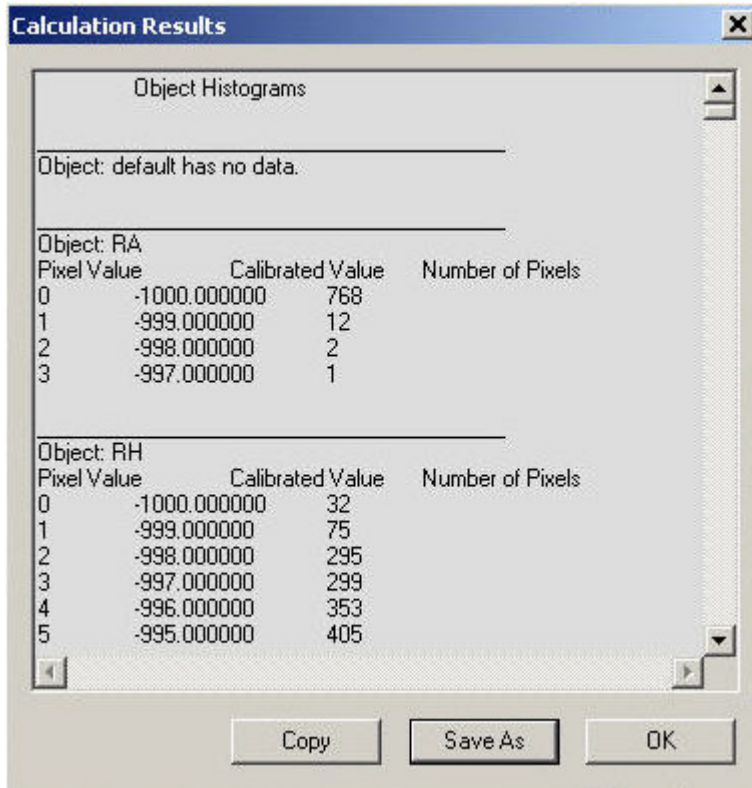 Calculation Results
Object Histograms
Object: default has no data.
Object: RA
Pixel Value Calibrated Value Number of Pixels
0 -1000.000000 768
1 -999.000000 12
2 -998.000000 2
3 -997.000000 1
Object: RH
Pixel Value Calibrated Value Number of Pixels
0 -1000.000000 32
1 -999.000000 75
2 -998.000000 295
3 -997.000000 299
4 -996.000000 353
5 -995.000000 405
Copy Save As OK